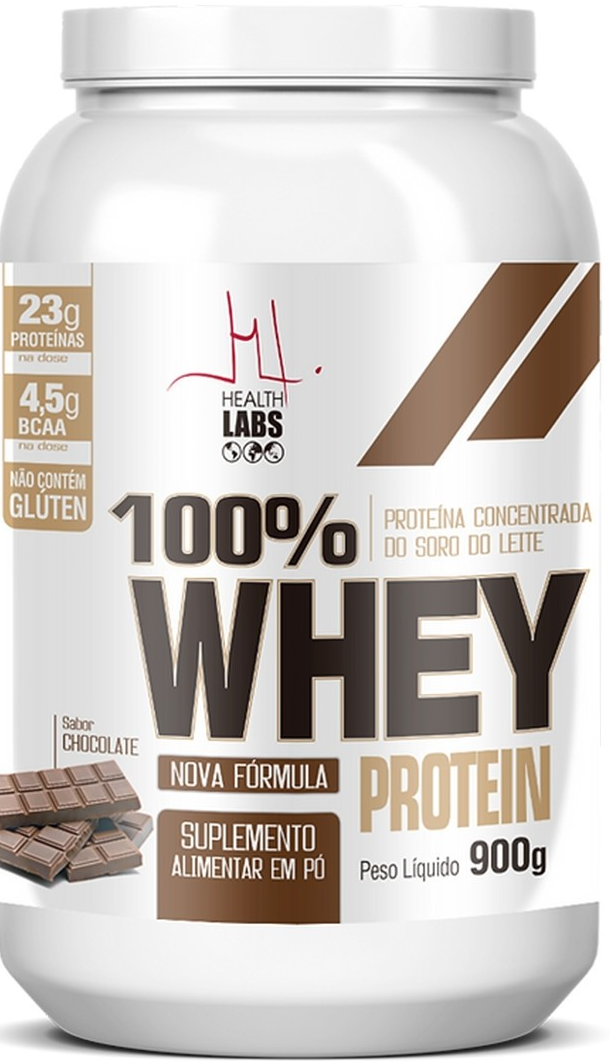 23g
PROTEÍNAS
na dose
4,5g
BCAA
na dose
NÃO CONTÉM
GLÚTEN
HEALTH
LABS
100%
PROTEÍNA CONCENTRADA
DO SORO DO LEITE
WHEY
PROTEIN
Sabor
CHOCOLATE
NOVA FÓRMULA
SUPLEMENTO
ALIMENTAR EM PÓ
Peso Líquido 900g